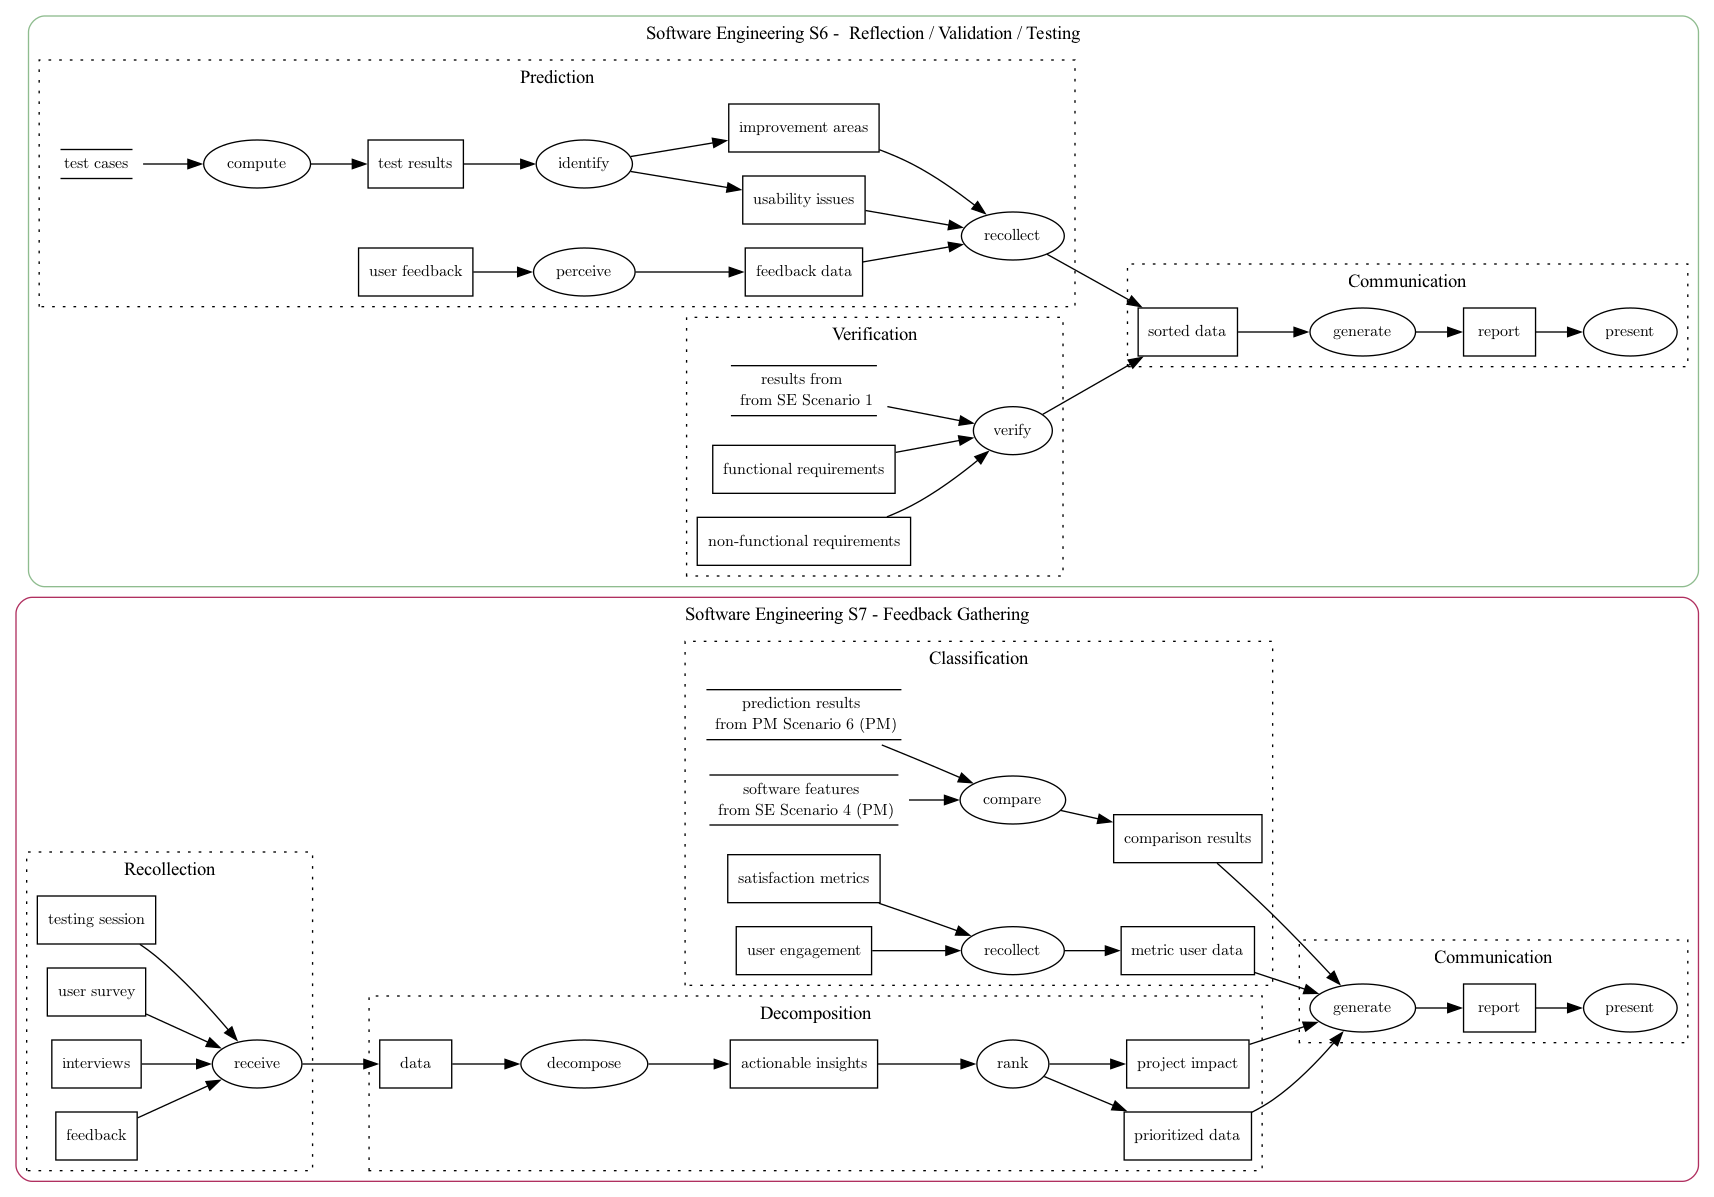 Software Engineering S6 -  Reflection / Validation / Testing
Prediction
test cases
compute
test results
identify
improvement areas
usability issues
user feedback
perceive
feedback data
recollect
Verification
results from
from SE Scenario 1
functional requirements
non-functional requirements
verify
Communication
sorted data
generate
report
present
Software Engineering S7 - Feedback Gathering
Classification
prediction results
from PM Scenario 6 (PM)
software features
from SE Scenario 4 (PM)
compare
comparison results
satisfaction metrics
user engagement
recollect
metric user data
Recollection
testing session
user survey
interviews
feedback
receive
Decomposition
data
decompose
actionable insights
rank
project impact
prioritized data
Communication
generate
report
present